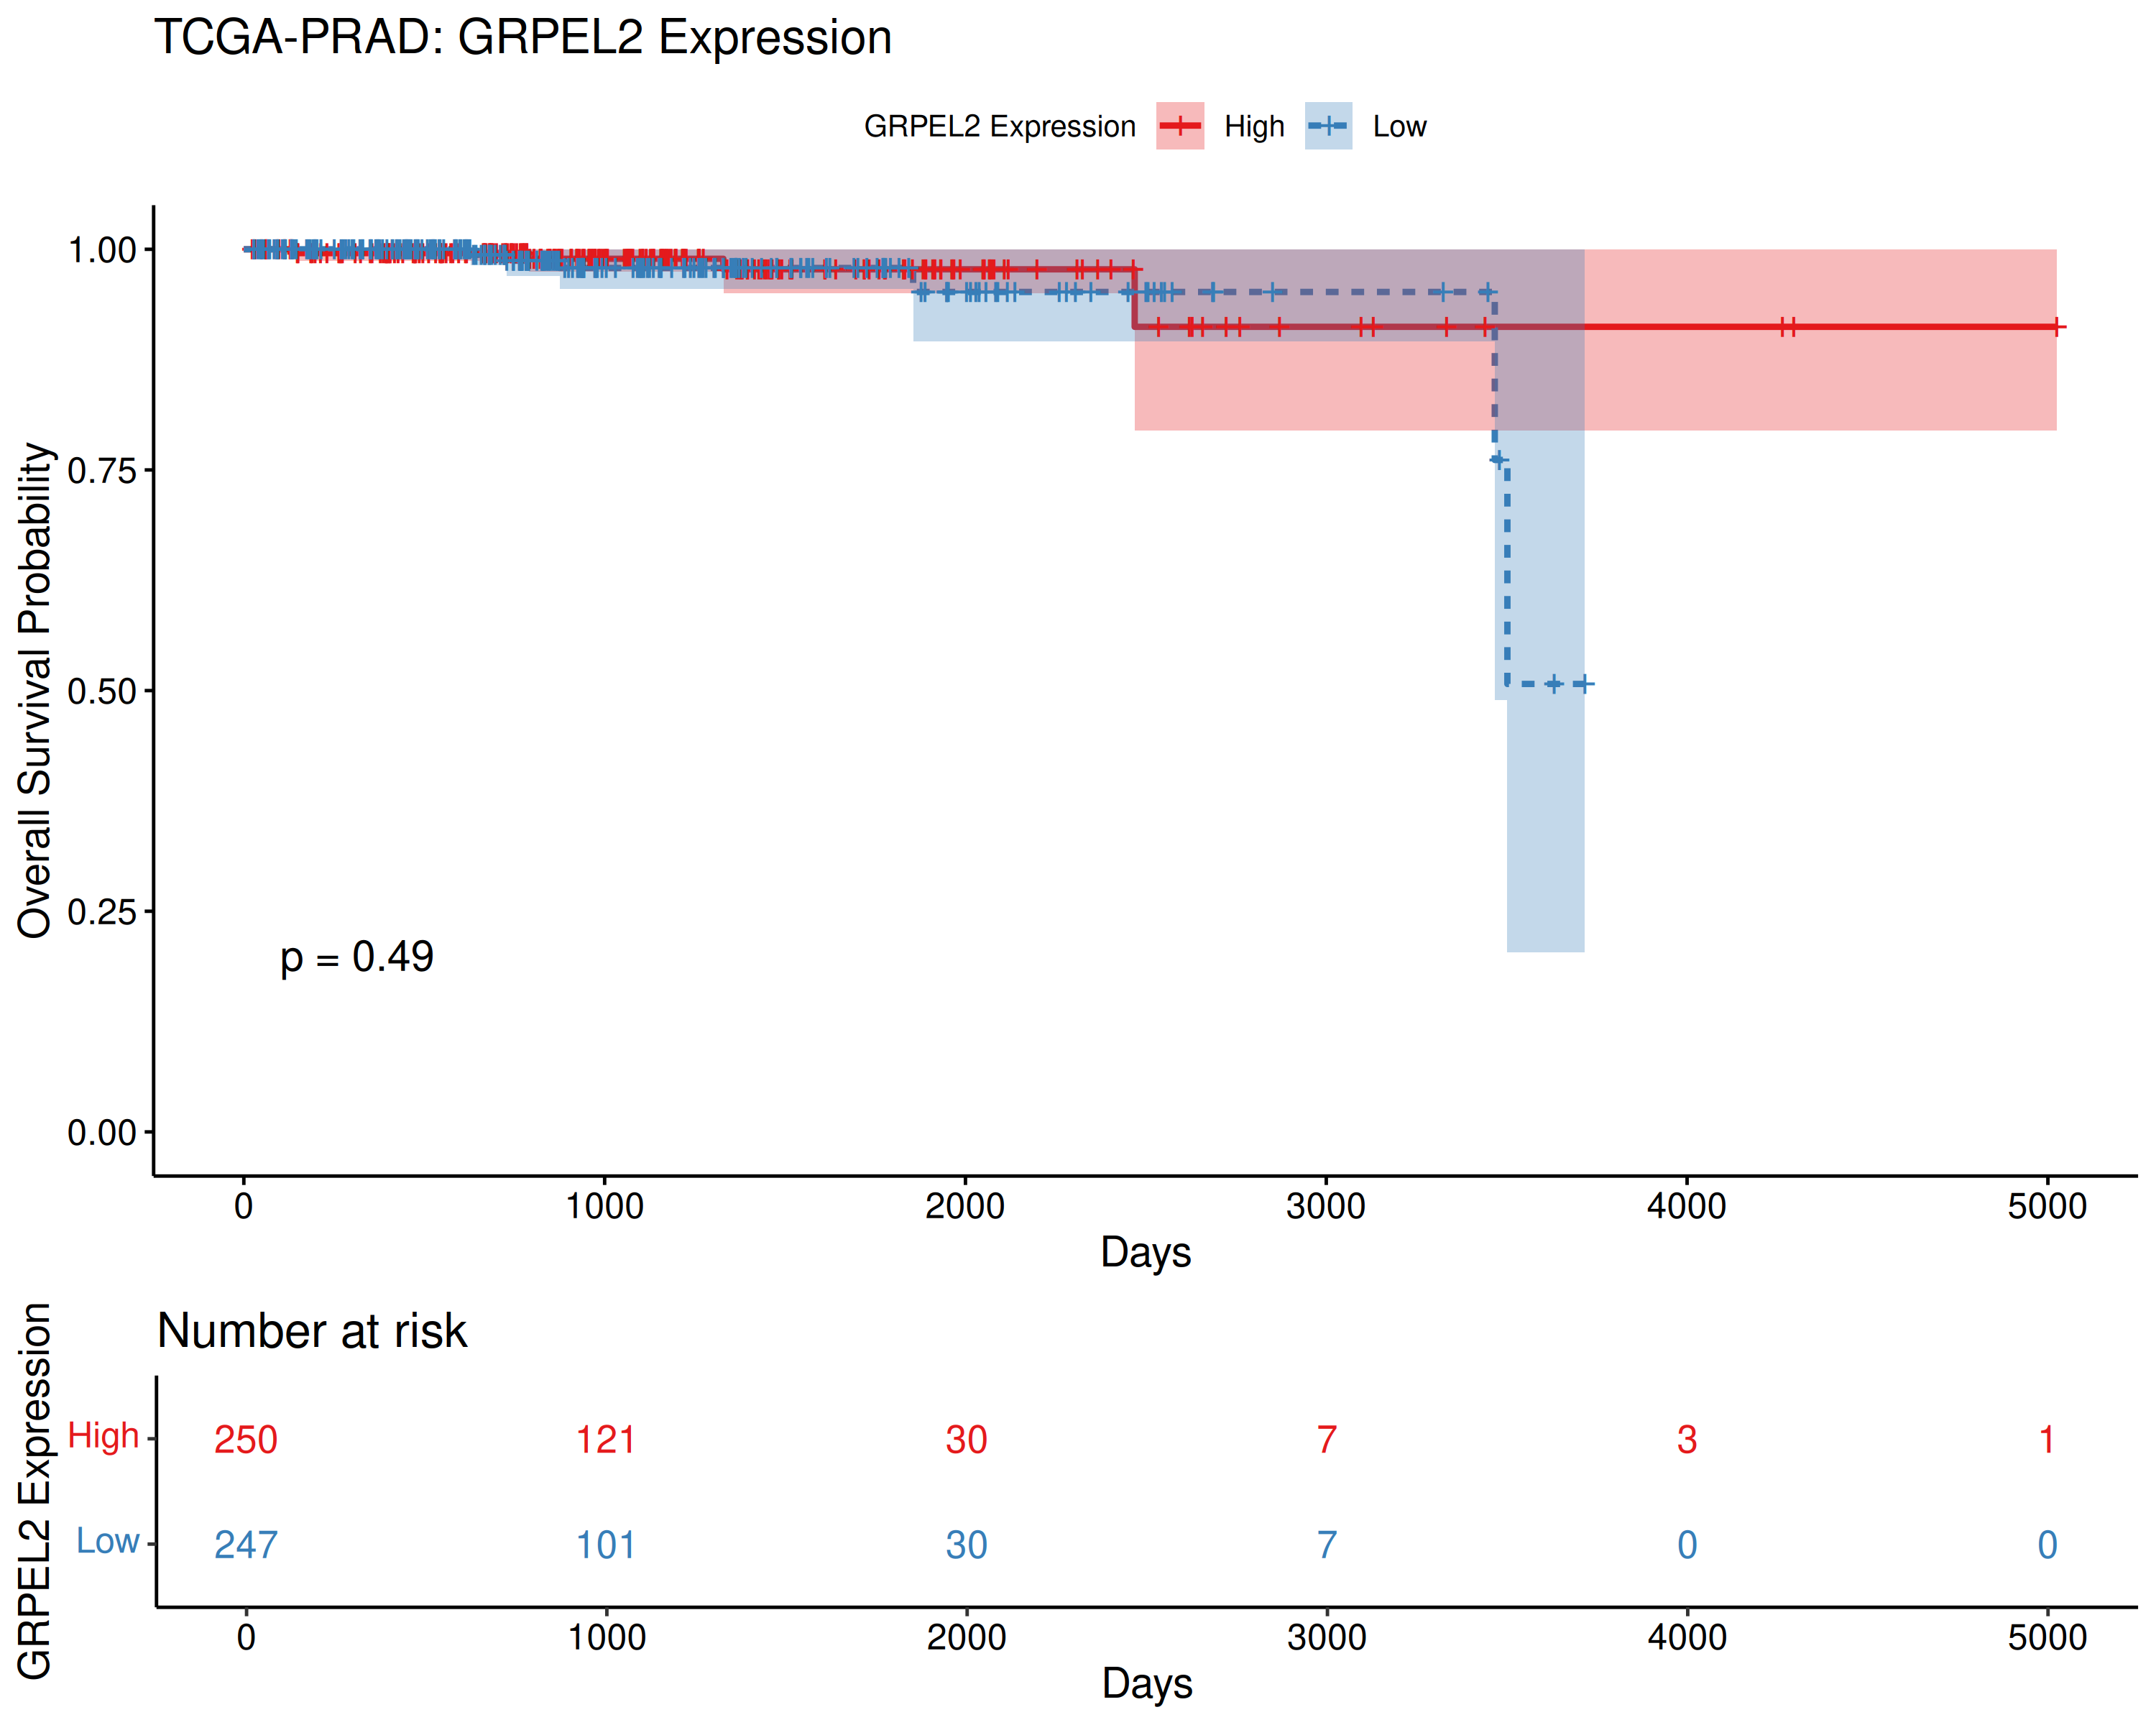 TCGA-PRAD: GRPEL2 Expression
GRPEL2 Expression High Low
Overall Survival Probability
1.00
0.75
0.50
0.25
0.00
p = 0.49
0 1000 2000 3000 4000 5000
Days
Number at risk
GRPEL2 Expression
High 250 121 30 7 3 1
Low 247 101 30 7 0 0
0 1000 2000 3000 4000 5000
Days